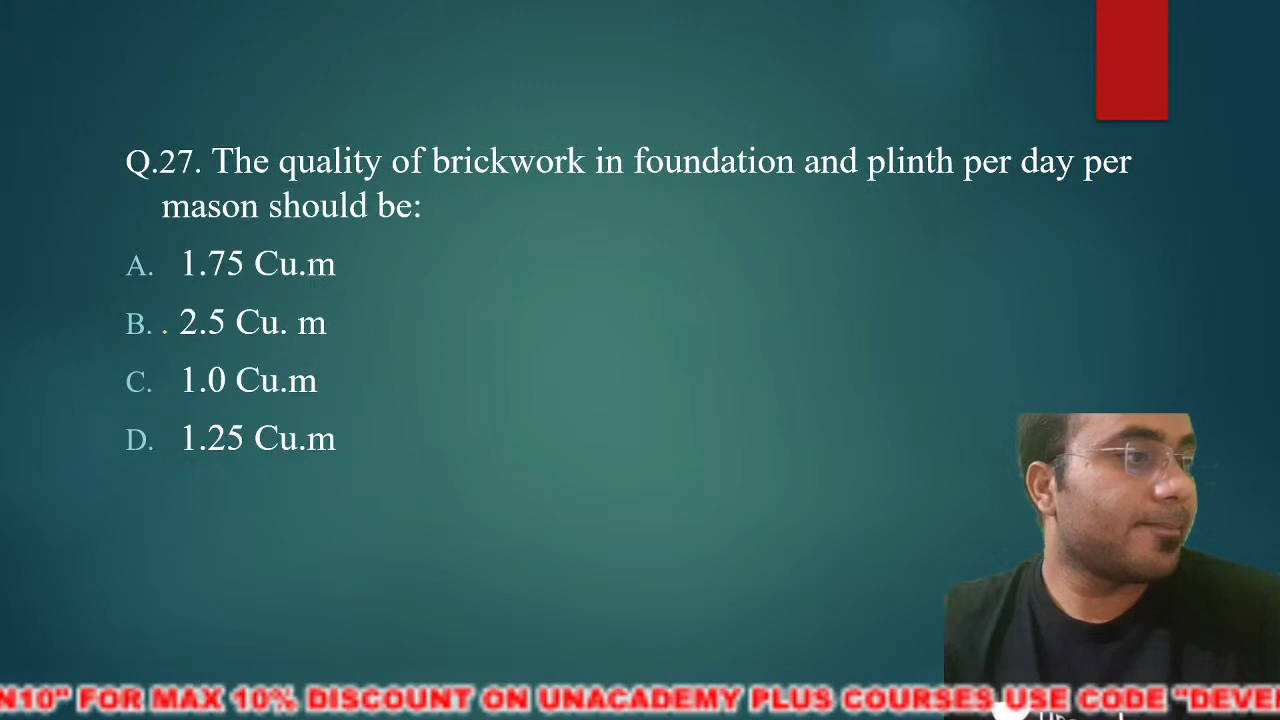 Q.27. The quality of brickwork in foundation and plinth per day per
mason should be:
A. 1.75 Cu.m
B. . 2.5 Cu. m
C. 1.0 Cu.m
D. 1.25 Cu.m
N10" FOR MAX 10% DISCOUNT ON UNACADEMY PLUS COURSES USE CODE "DEVE